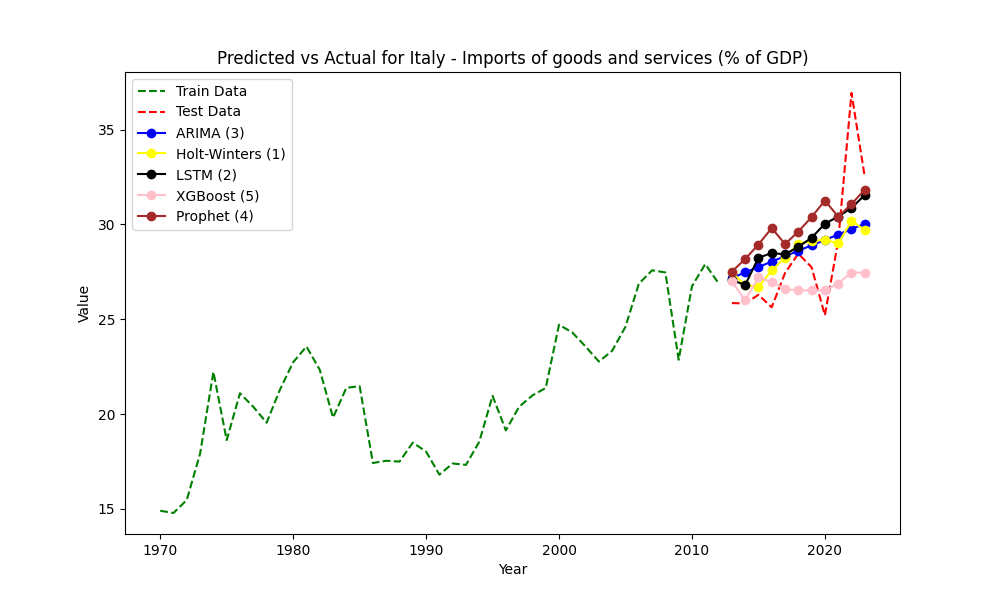 Predicted vs Actual for Italy - Imports of goods and services (% of GDP)
Train Data
Test Data
ARIMA (3)
Holt-Winters (1)
LSTM (2)
XGBoost (5)
Prophet (4)
35
30
25
20
15
Value
1970 1980 1990 2000 2010 2020
Year